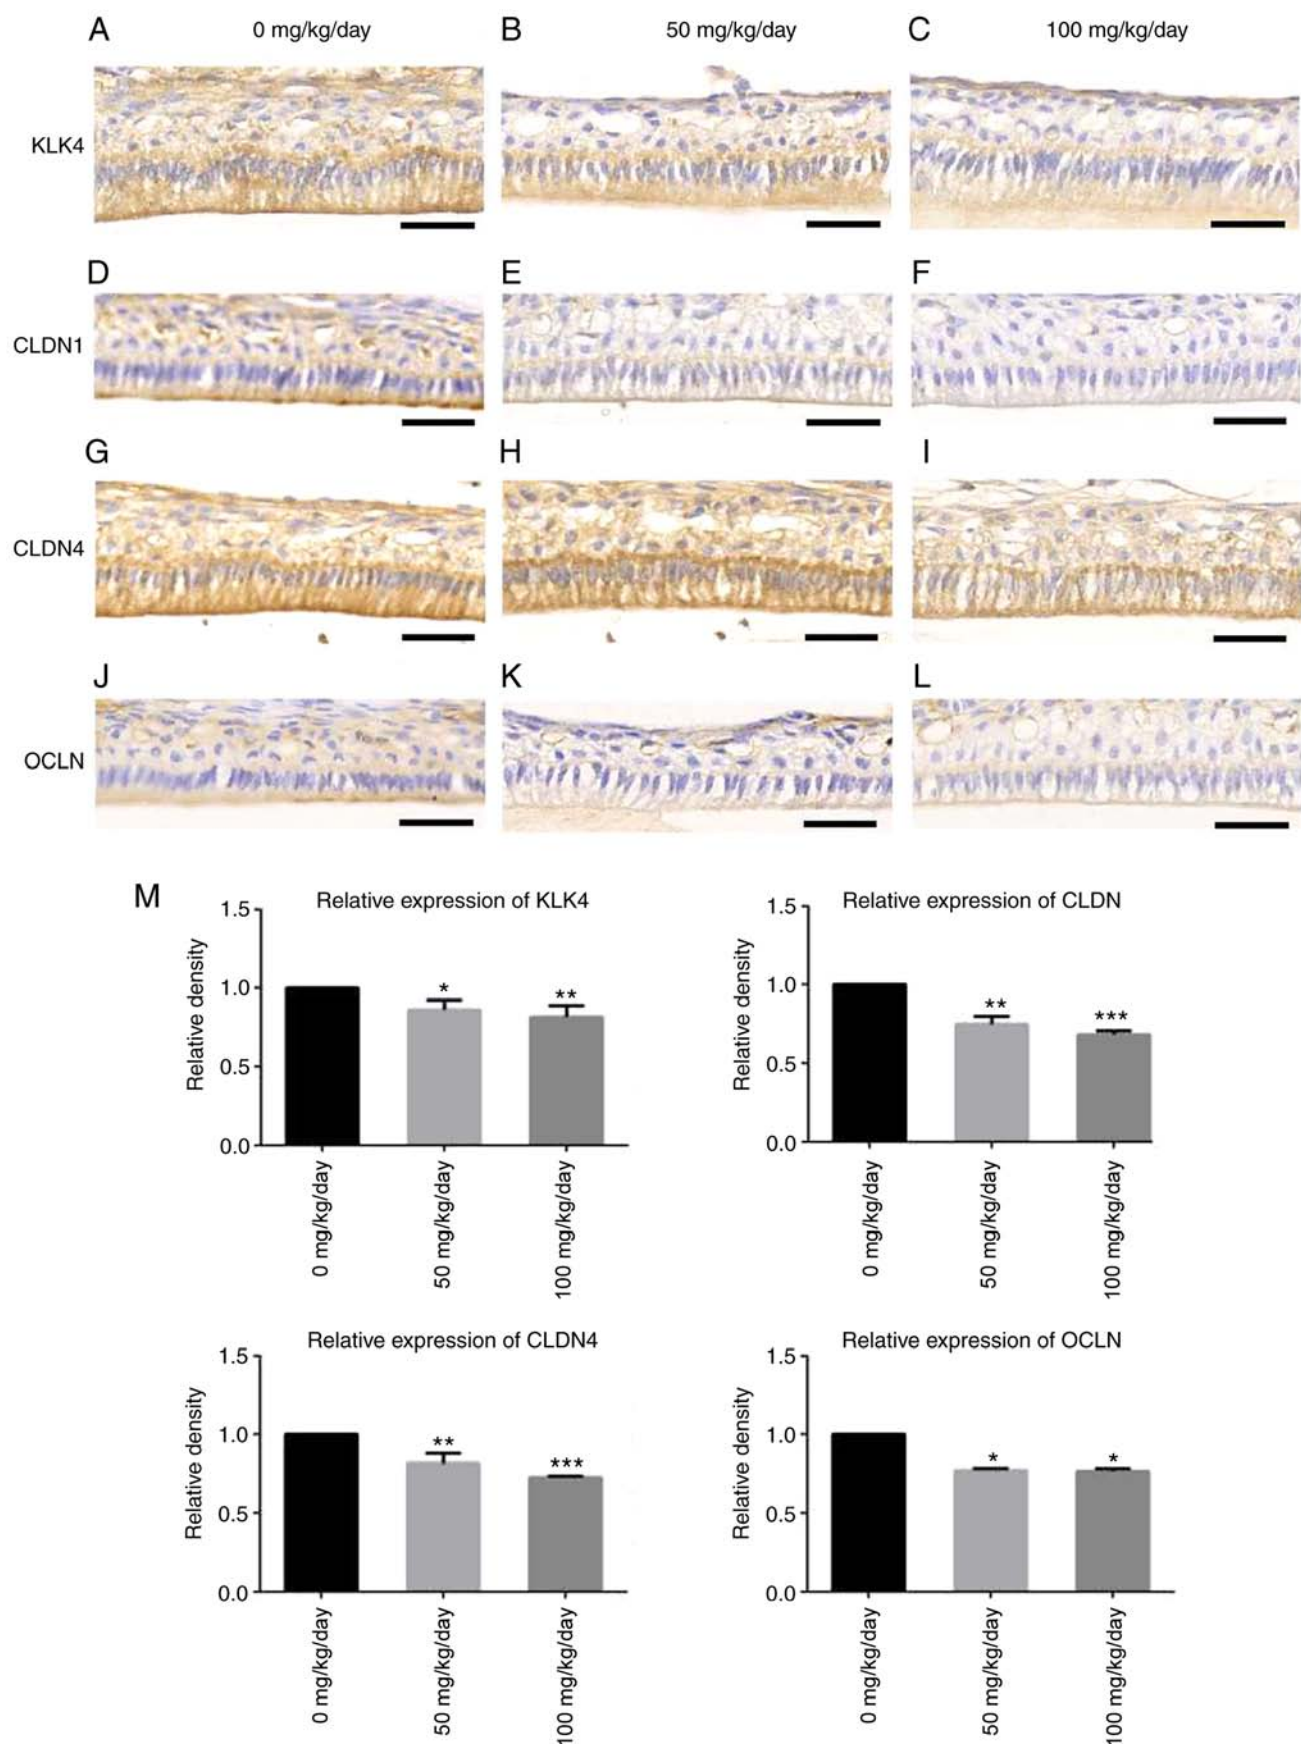 A 0 mg/kg/day B 50 mg/kg/day C 100 mg/kg/day
KLK4
D E F
CLDN1
G H I
CLDN4
J K L
OCLN
M
Relative expression of KLK4
Relative density
1.5
1.0
0.5
0.0
* **
0 mg/kg/day
50 mg/kg/day
100 mg/kg/day
Relative expression of CLDN
Relative density
1.5
1.0
0.5
0.0
** ***
0 mg/kg/day
50 mg/kg/day
100 mg/kg/day
Relative expression of CLDN4
Relative density
1.5
1.0
0.5
0.0
** ***
0 mg/kg/day
50 mg/kg/day
100 mg/kg/day
Relative expression of OCLN
Relative density
1.5
1.0
0.5
0.0
* *
0 mg/kg/day
50 mg/kg/day
100 mg/kg/day